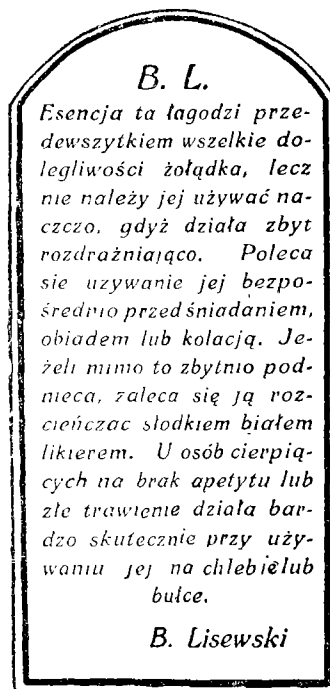 B. L.
Esencja ta łagodzi prze-
dewszytkiem wszelkie do-
legliwości żołądka, lecz
nie należy jej używać na-
czczo, gdyż działa zbyt
rozdrażniająco. Poleca
sie uzywanie jej bezpo-
średnio przed śniadaniem,
obiadem lub kolacją. Je-
żeli mimo to zbytnio pod-
nieca, zaleca się ją roz-
cieńczac słodkiem białem
likierem. U osób cierpią-
cych na brak apetytu lub
złe trawienie działa bar-
dzo skutecznie przy uży-
waniu jej na chlebie lub
bułce.
B. Lisewski